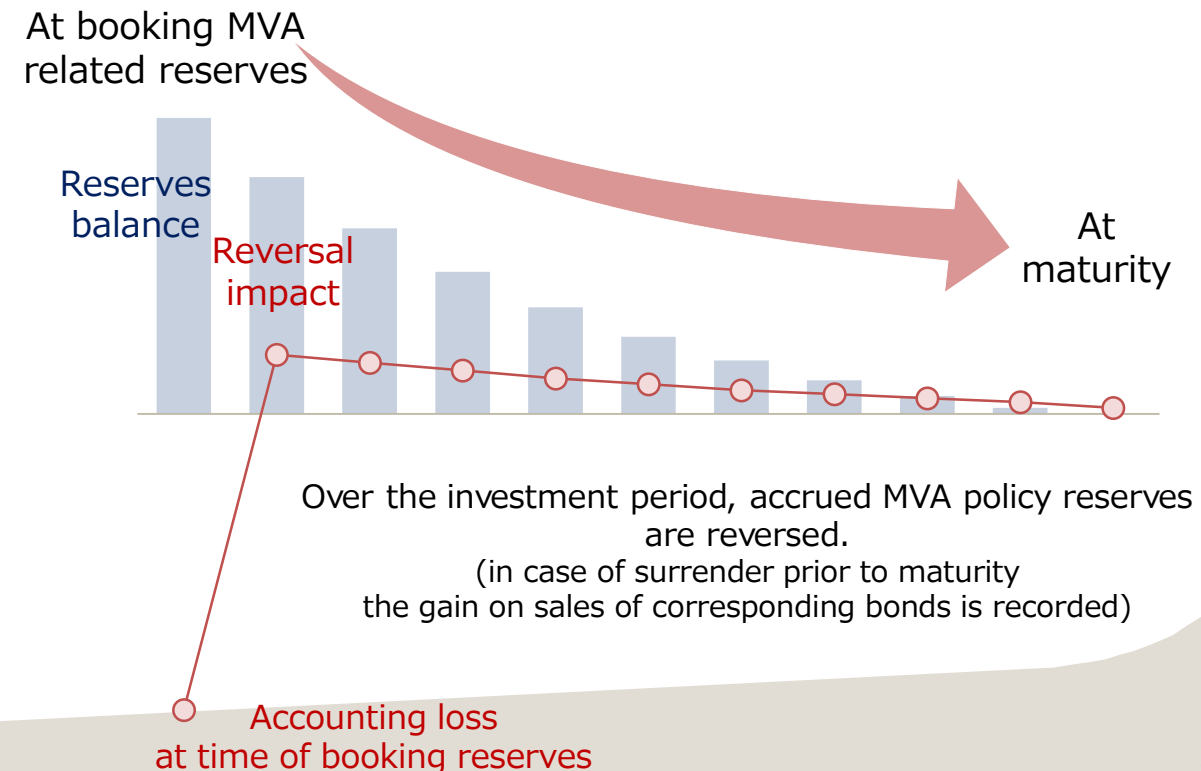 At booking MVA
related reserves
Reserves
balance
Reversal
impact
At
maturity
Over the investment period, accrued MVA policy reserves
are reversed.
(in case of surrender prior to maturity
the gain on sales of corresponding bonds is recorded)
Accounting loss
at time of booking reserves